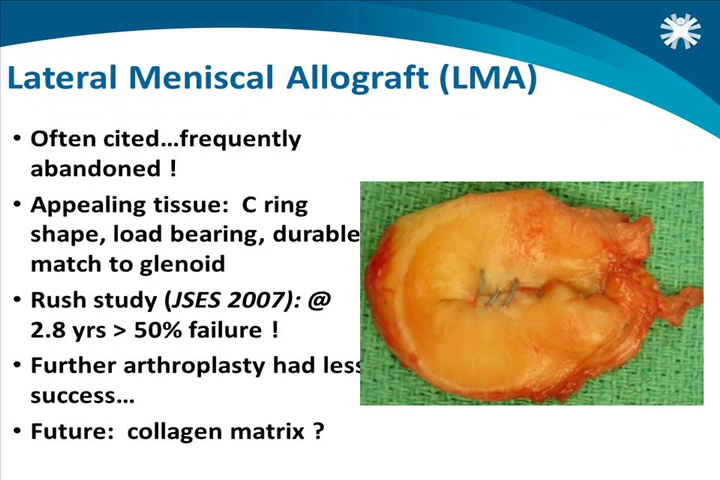 Lateral Meniscal Allograft (LMA)
• Often cited...frequently
abandoned !
• Appealing tissue: C ring
shape, load bearing, durable
match to glenoid
• Rush study (JSES 2007): @
2.8 yrs > 50% failure !
• Further arthroplasty had less
success...
• Future: collagen matrix ?